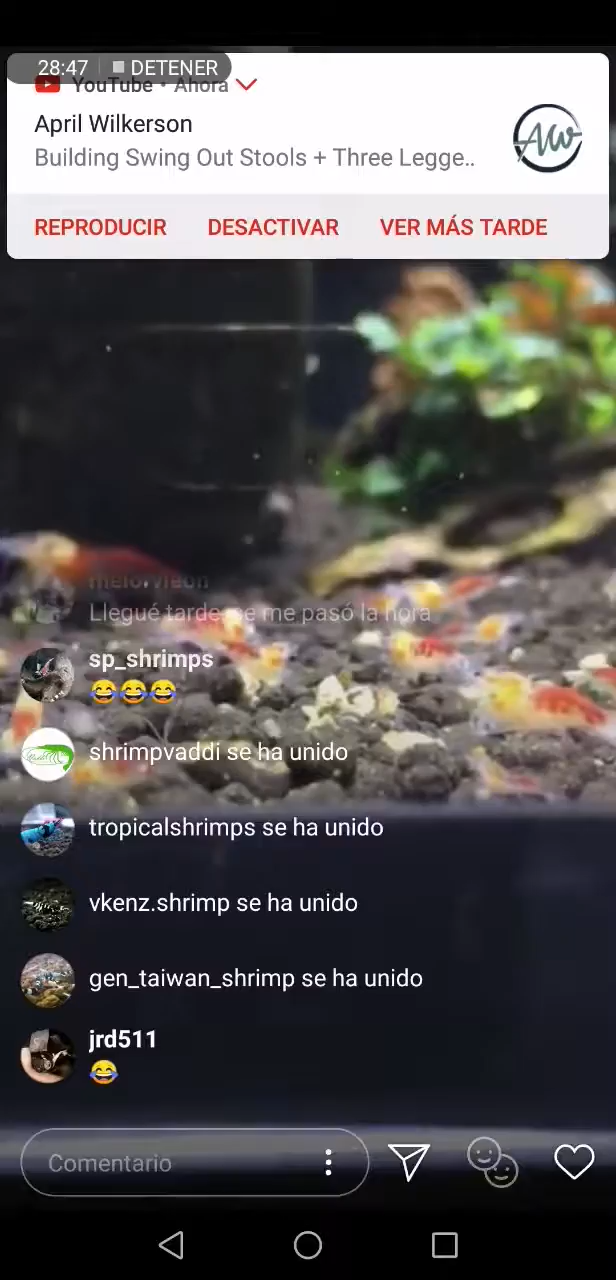 28:47 DETENER
YouTube • Ahora
April Wilkerson
Building Swing Out Stools + Three Legge..
AW
REPRODUCIR DESACTIVAR VER MÁS TARDE
Llegué tarde, se me pasó la hora
sp_shrimps
😂😂😂
shrimpvaddi se ha unido
tropicalshrimps se ha unido
vkenz.shrimp se ha unido
gen_taiwan_shrimp se ha unido
jrd511
😂
Comentario